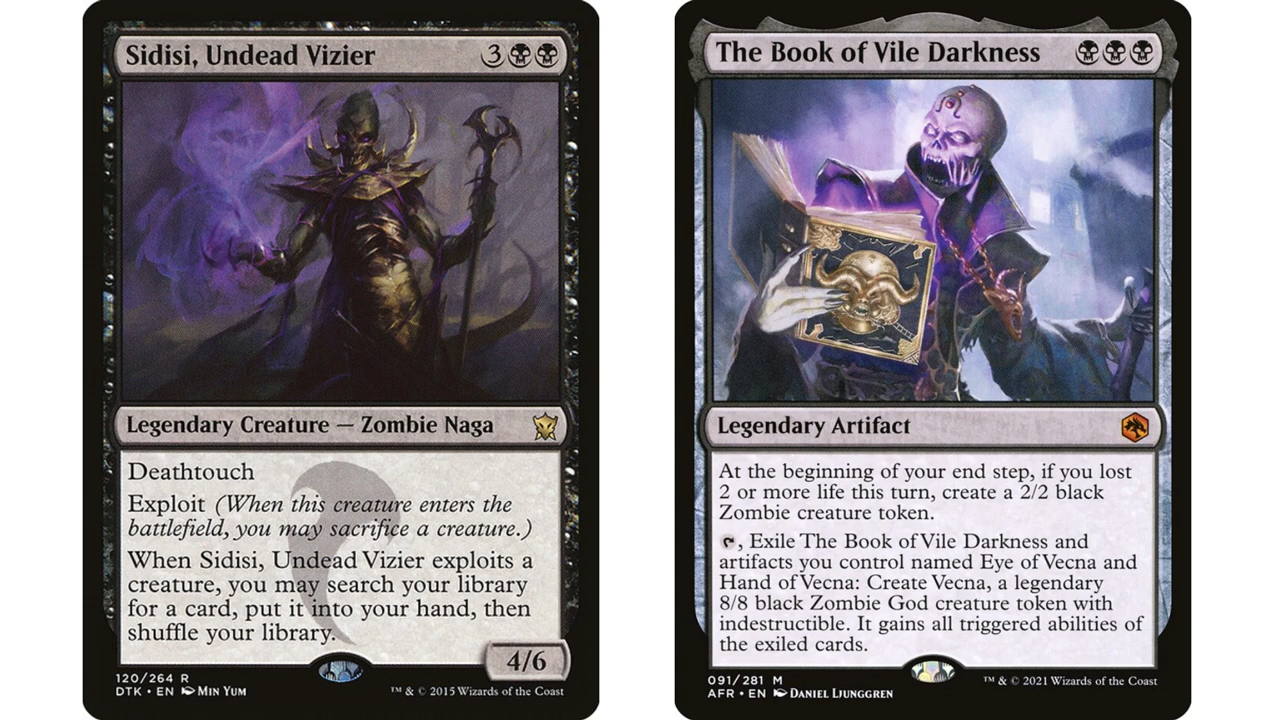 Sidisi, Undead Vizier 3
Legendary Creature — Zombie Naga
Deathtouch
Exploit (When this creature enters the
battlefield, you may sacrifice a creature.)
When Sidisi, Undead Vizier exploits a
creature, you may search your library
for a card, put it into your hand, then
shuffle your library.
4/6
120/264 R
DTK • EN Min Yum
™ & © 2015 Wizards of the Coast
The Book of Vile Darkness
Legendary Artifact
At the beginning of your end step, if you lost
2 or more life this turn, create a 2/2 black
Zombie creature token.
, Exile The Book of Vile Darkness and
artifacts you control named Eye of Vecna and
Hand of Vecna: Create Vecna, a legendary
8/8 black Zombie God creature token with
indestructible. It gains all triggered abilities of
the exiled cards.
091/281 M
AFR • EN Daniel Ljunggren
™ & © 2021 Wizards of the Coast